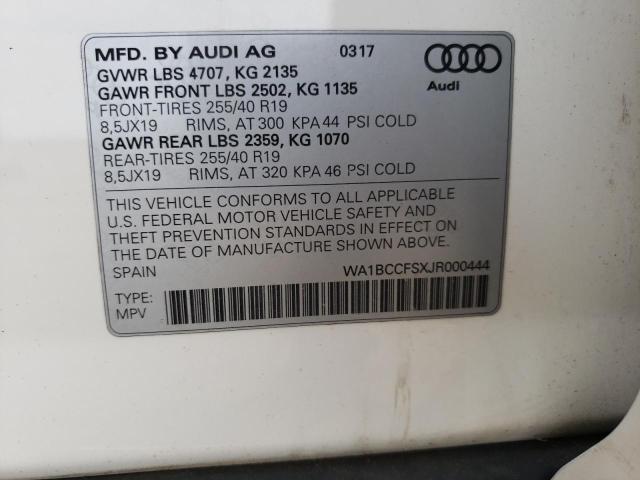 MFD. BY AUDI AG 0317
GVWR LBS 4707, KG 2135
GAWR FRONT LBS 2502, KG 1135
FRONT-TIRES 255/40 R19
8,5JX19 RIMS, AT 300 KPA 44 PSI COLD
GAWR REAR LBS 2359, KG 1070
REAR-TIRES 255/40 R19
8,5JX19 RIMS, AT 320 KPA 46 PSI COLD
Audi
THIS VEHICLE CONFORMS TO ALL APPLICABLE
U.S. FEDERAL MOTOR VEHICLE SAFETY AND
THEFT PREVENTION STANDARDS IN EFFECT ON
THE DATE OF MANUFACTURE SHOWN ABOVE.
SPAIN WA1BCCFSXJR000444
TYPE:
MPV